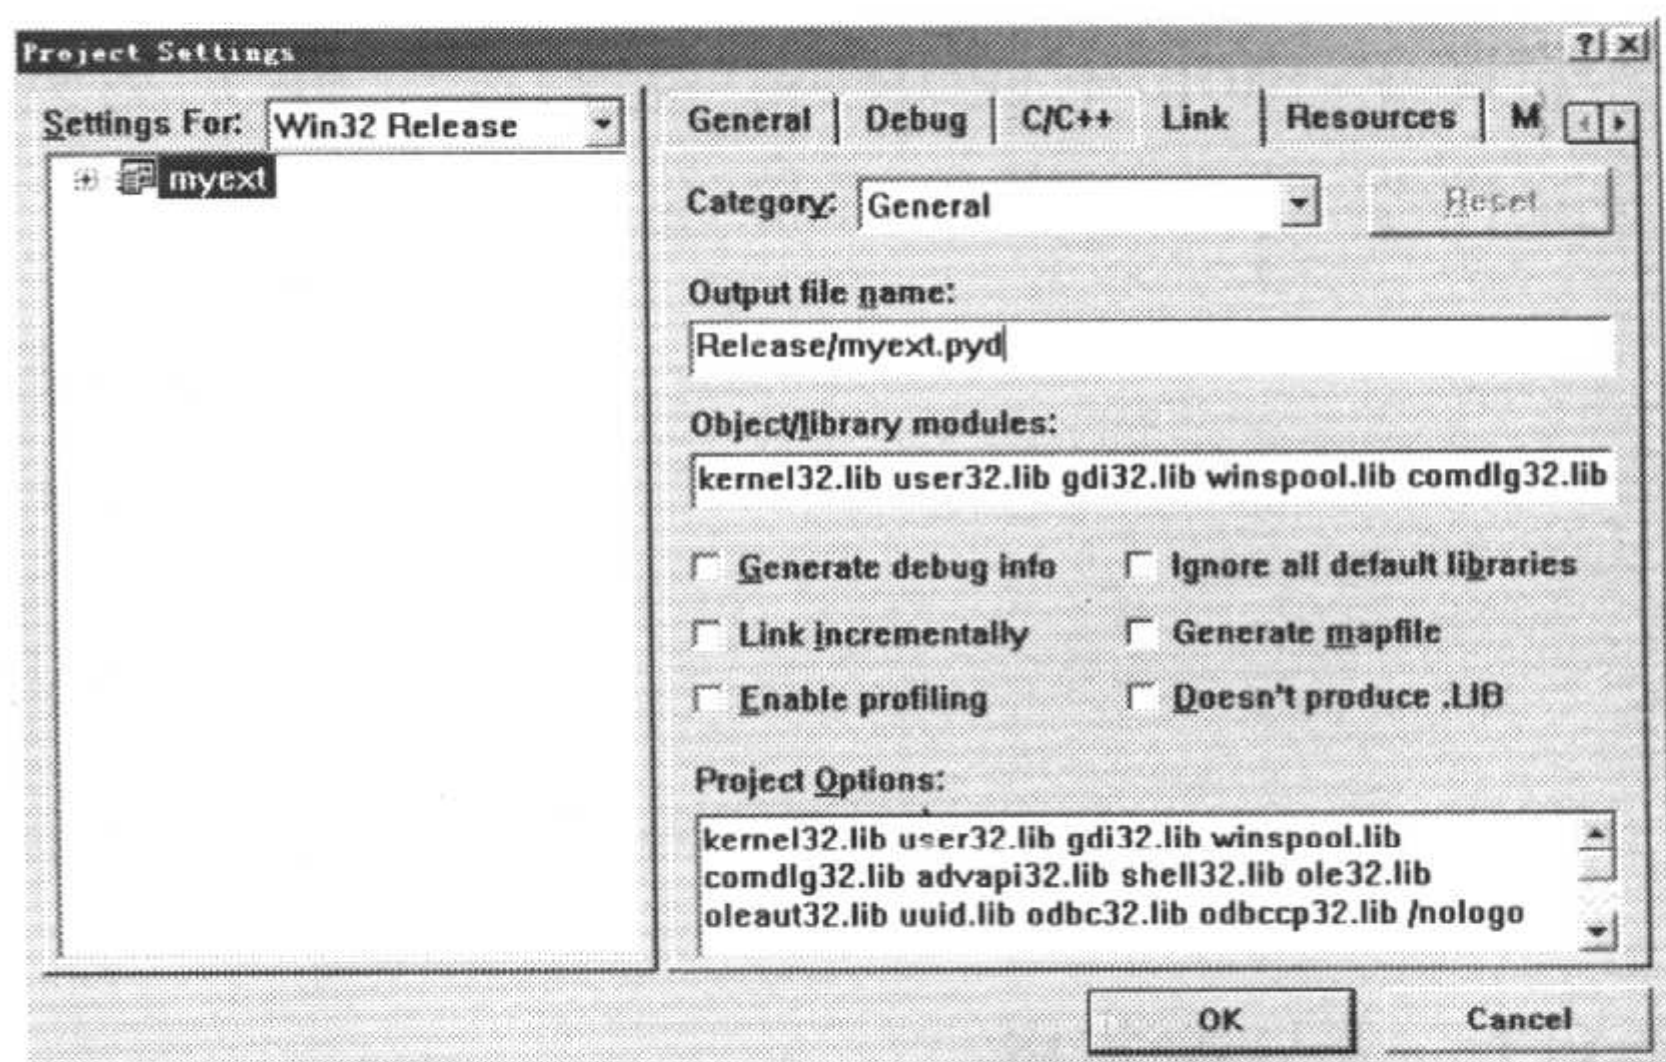 Project Settings
? ×
Settings For: Win32 Release
myext
General Debug C/C++ Link Resources M
Category: General
Reset
Output file name:
Release/myext.pyd
Object/library modules:
kernel32.lib user32.lib gdi32.lib winspool.lib comdlg32.lib
Generate debug info
Ignore all default libraries
Link incrementally
Generate mapfile
Enable profiling
Doesn't produce .LIB
Project Options:
kernel32.lib user32.lib gdi32.lib winspool.lib
comdlg32.lib advapi32.lib shell32.lib ole32.lib
oleaut32.lib uuid.lib odbc32.lib odbccp32.lib /nologo
OK
Cancel